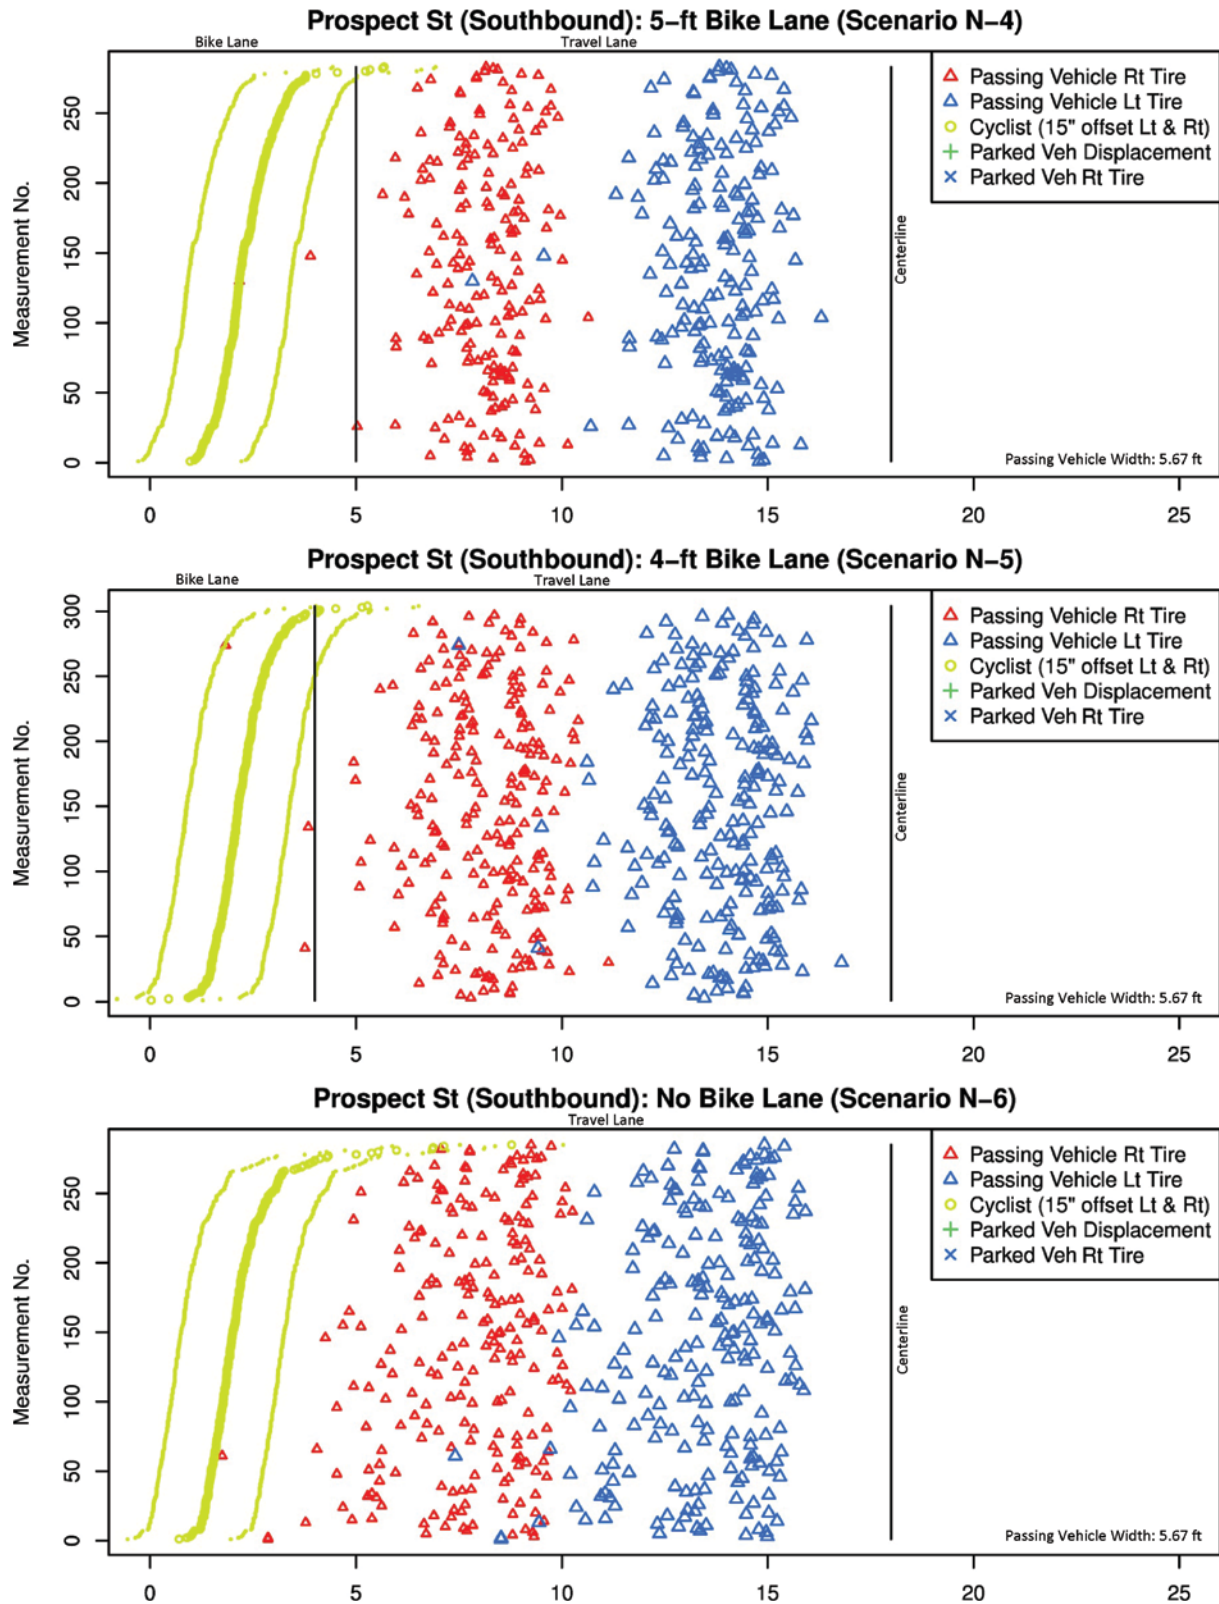 Prospect St (Southbound): 5−ft Bike Lane (Scenario N−4)
Bike Lane
Travel Lane
Passing Vehicle Rt Tire
Passing Vehicle Lt Tire
Cyclist (15" offset Lt & Rt)
Parked Veh Displacement
Parked Veh Rt Tire
Measurement No.
250
200
150
100
50
0
Centerline
Passing Vehicle Width: 5.67 ft
0 5 10 15 20 25
Prospect St (Southbound): 4−ft Bike Lane (Scenario N−5)
Bike Lane
Travel Lane
Passing Vehicle Rt Tire
Passing Vehicle Lt Tire
Cyclist (15" offset Lt & Rt)
Parked Veh Displacement
Parked Veh Rt Tire
Measurement No.
300
250
200
150
100
50
0
Centerline
Passing Vehicle Width: 5.67 ft
0 5 10 15 20 25
Prospect St (Southbound): No Bike Lane (Scenario N−6)
Travel Lane
Passing Vehicle Rt Tire
Passing Vehicle Lt Tire
Cyclist (15" offset Lt & Rt)
Parked Veh Displacement
Parked Veh Rt Tire
Measurement No.
250
200
150
100
50
0
Centerline
Passing Vehicle Width: 5.67 ft
0 5 10 15 20 25